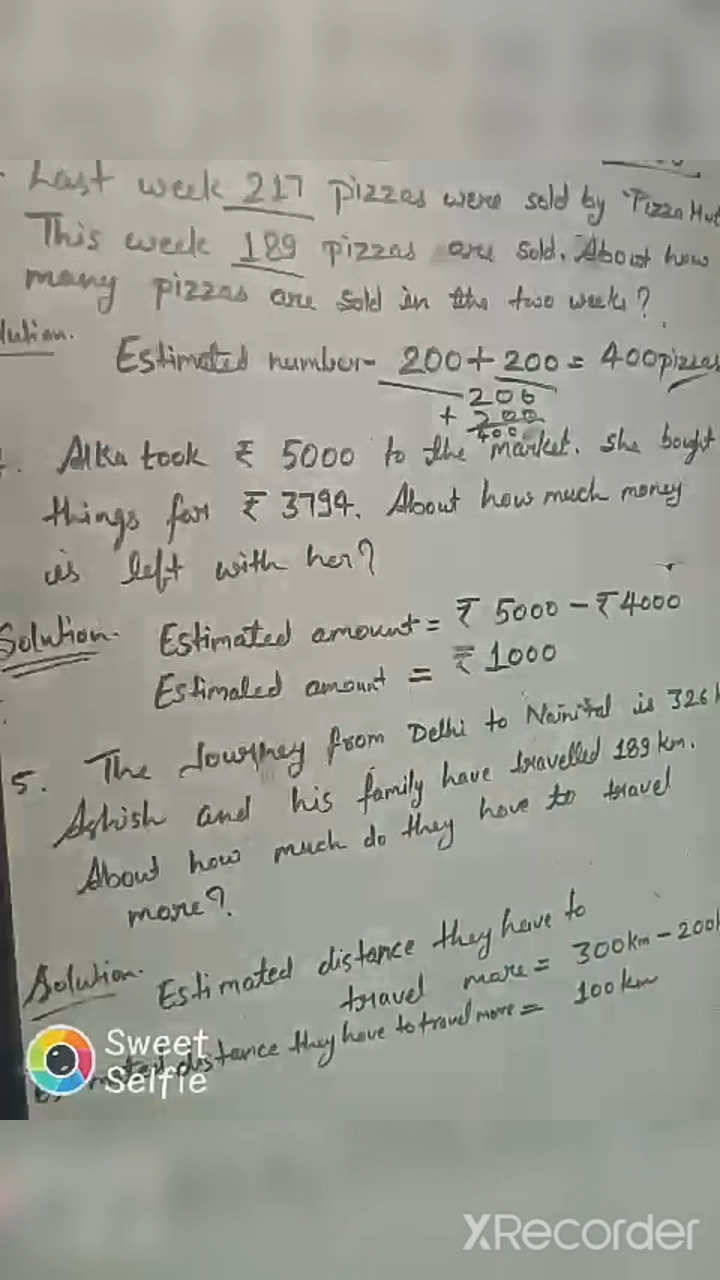 Last week 217 pizzas were sold by Pizza Hut
This week 189 pizzas are sold. About how
many pizzas are sold in the two weeks?
lution.
Estimated number- 200+200 = 400 pizzas
200
+ 200
400
Alka took ₹ 5000 to the market. She bought
things for ₹ 3794. About how much money
is left with her?
Solution. Estimated amount = ₹ 5000 - ₹ 4000
Estimated amount = ₹ 1000
5. The Journey from Delhi to Nainital is 326 k
Ashish and his family have travelled 189 km.
About how much do they have to travel
more?
Solution. Estimated distance they have to
travel more = 300km - 200k
distance they have to travel more = 100 km
Sweet
Selfie
XRecorder